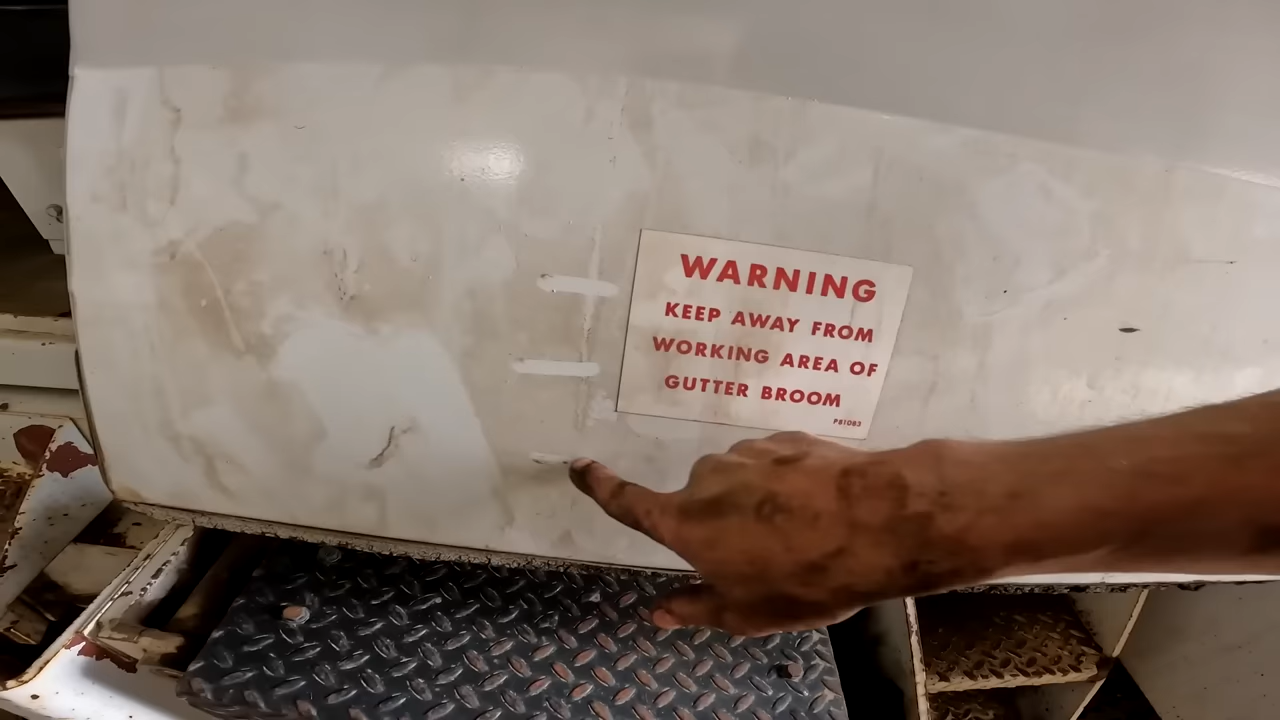 WARNING
KEEP AWAY FROM
WORKING AREA OF
GUTTER BROOM
P81083